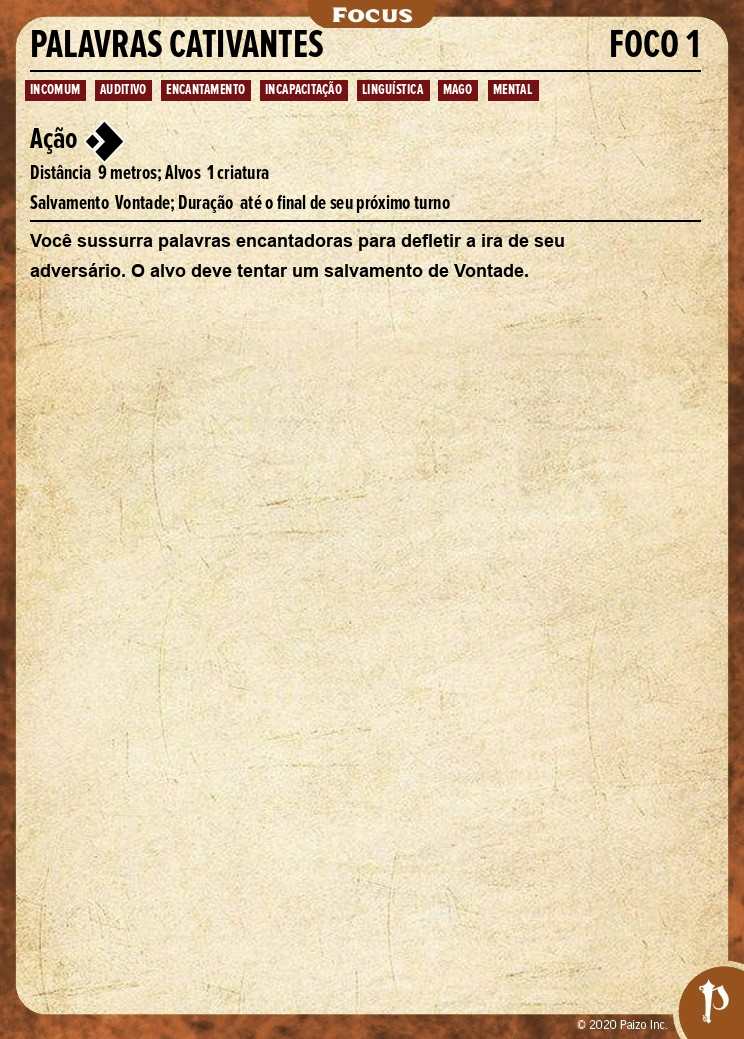 Focus
PALAVRAS CATIVANTES FOCO 1
INCOMUM AUDITIVO ENCANTAMENTO INCAPACITAÇÃO LINGUÍSTICA MAGO MENTAL
Ação
Distância 9 metros; Alvos 1 criatura
Salvamento Vontade; Duração até o final de seu próximo turno
Você sussurra palavras encantadoras para defletir a ira de seu
adversário. O alvo deve tentar um salvamento de Vontade.
© 2020 Paizo Inc.